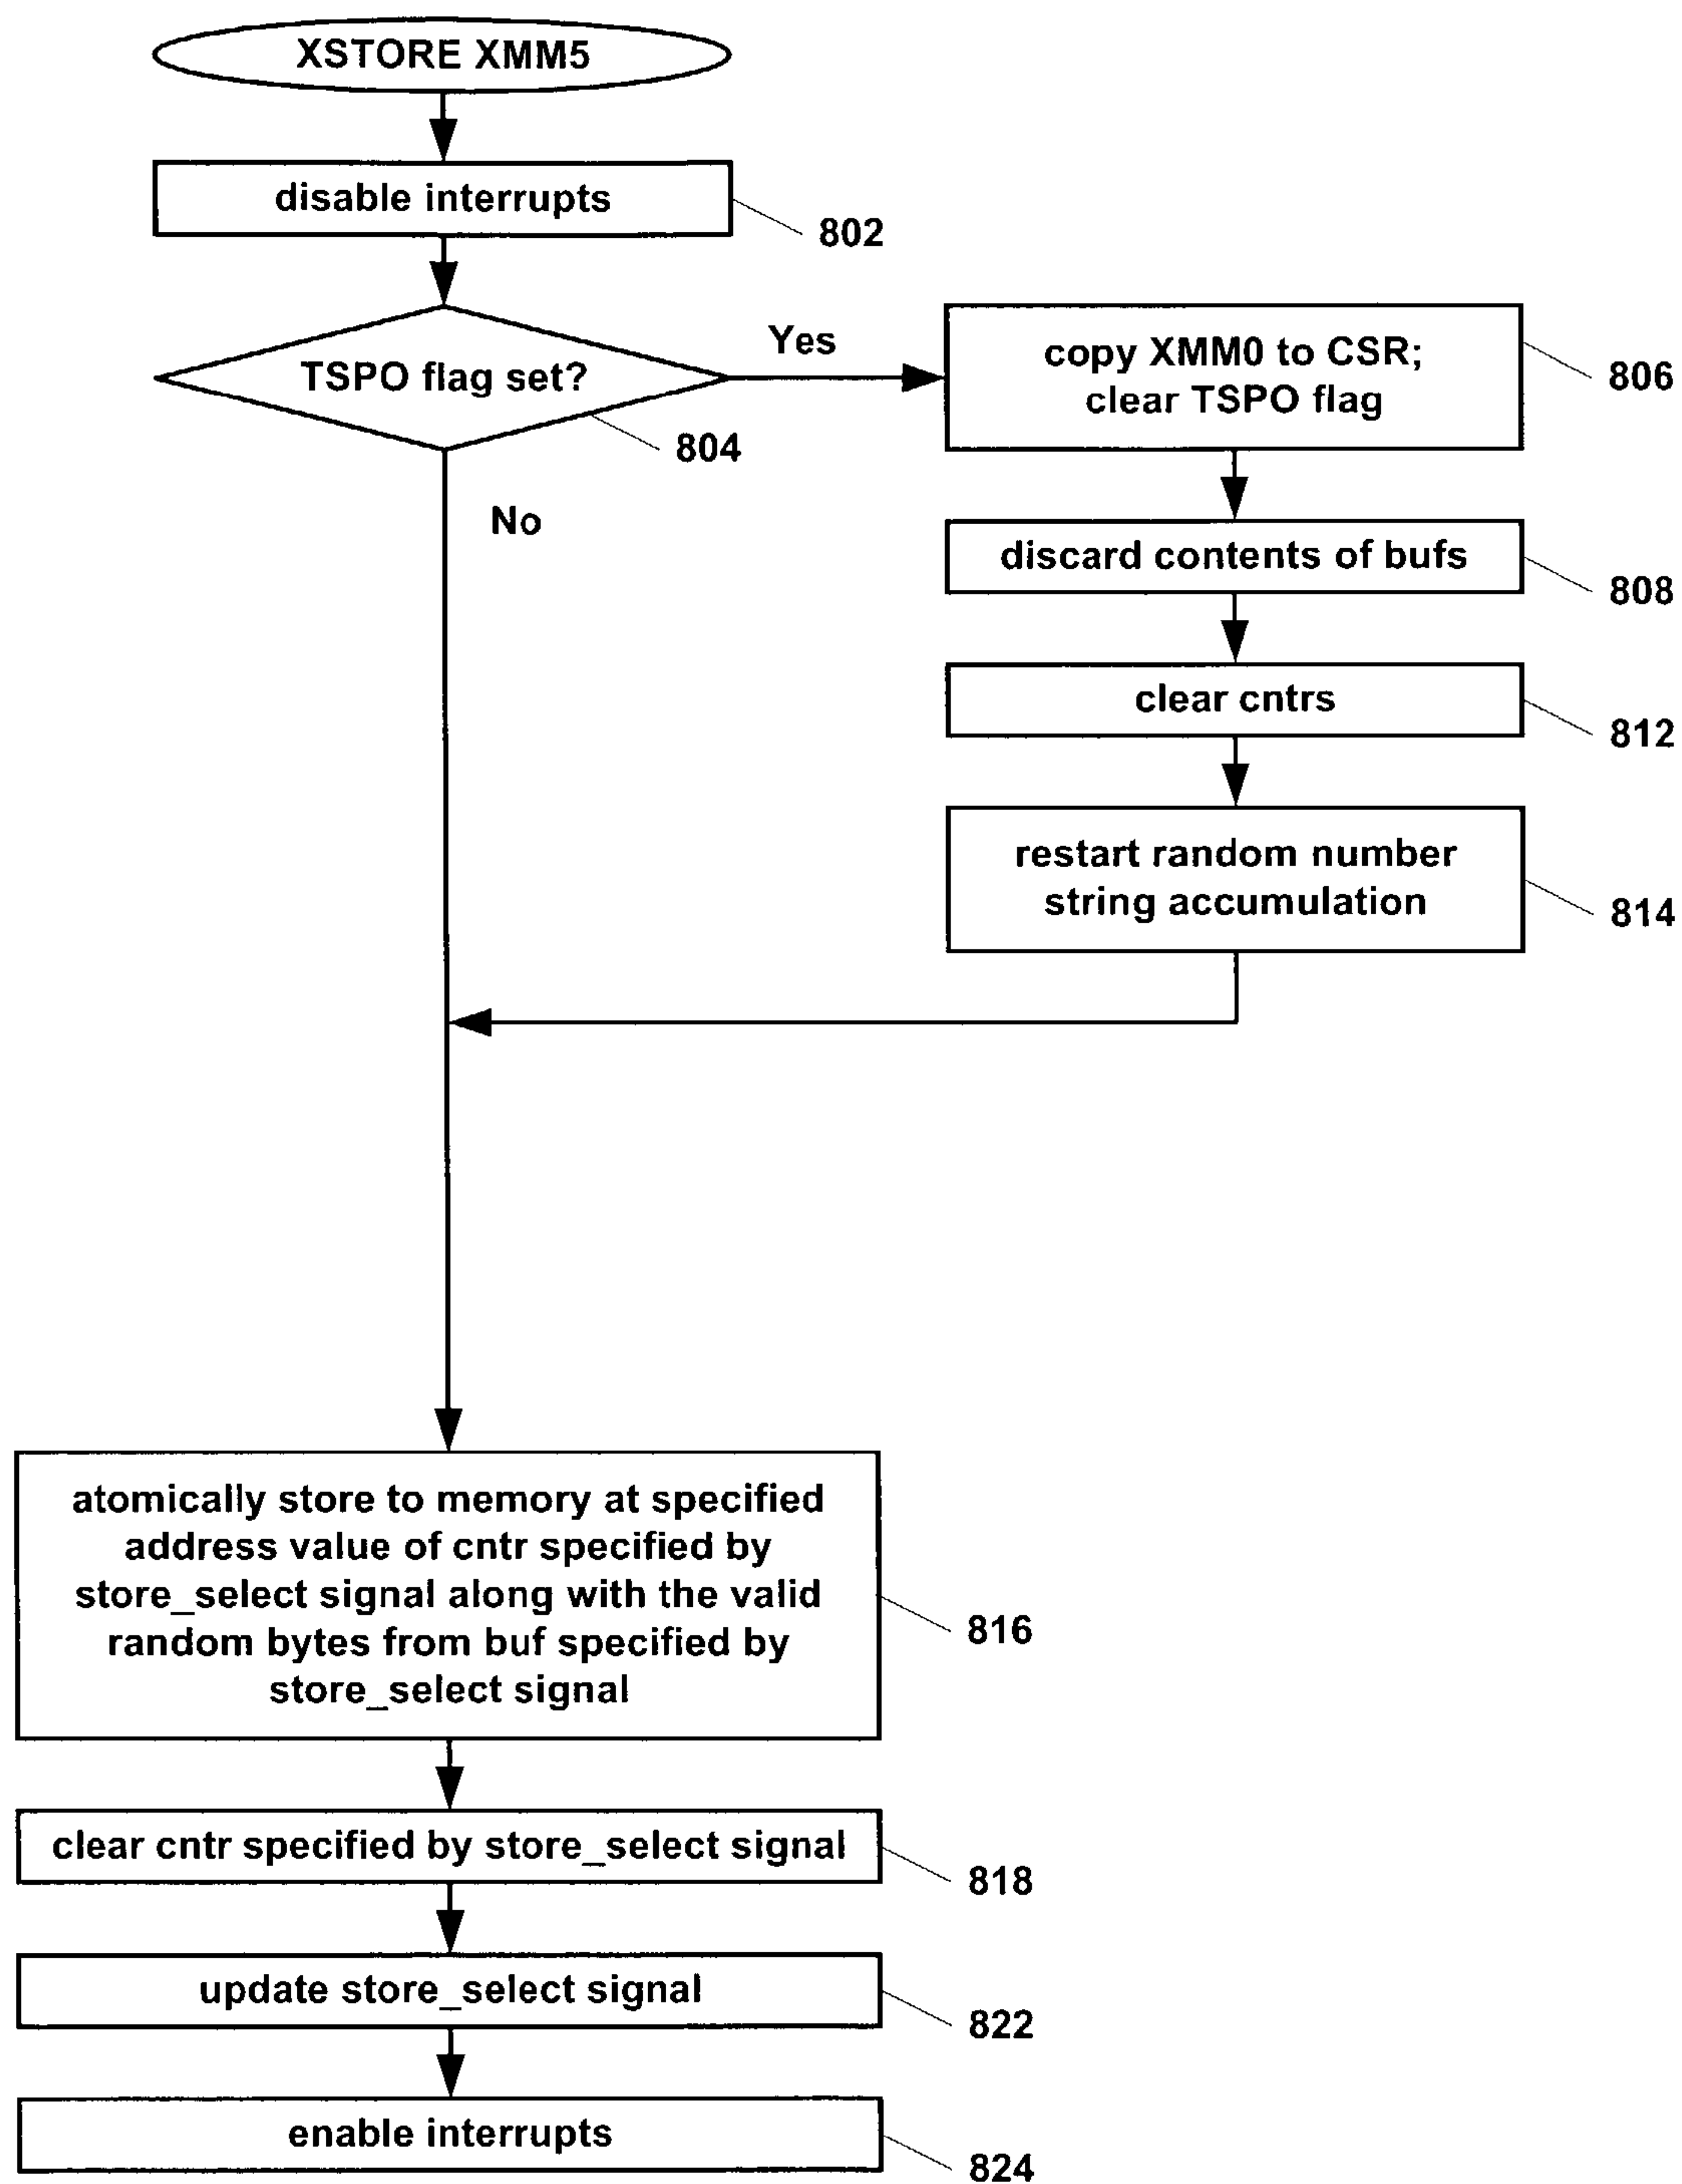 XSTORE XMM5
disable interrupts
802
TSPO flag set?
804
Yes
No
copy XMM0 to CSR;
clear TSPO flag
806
discard contents of bufs
808
clear cntrs
812
restart random number
string accumulation
814
atomically store to memory at specified
address value of cntr specified by
store_select signal along with the valid
random bytes from buf specified by
store_select signal
816
clear cntr specified by store_select signal
818
update store_select signal
822
enable interrupts
824